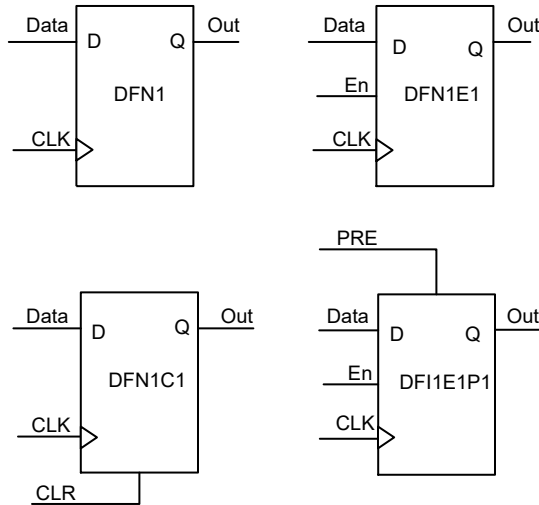 Data
Out
D
Q
DFN1
CLK
Data
Out
D
Q
En
DFN1E1
CLK
Data
Out
D
Q
DFN1C1
CLK
CLR
PRE
Data
Out
D
Q
En
DFI1E1P1
CLK